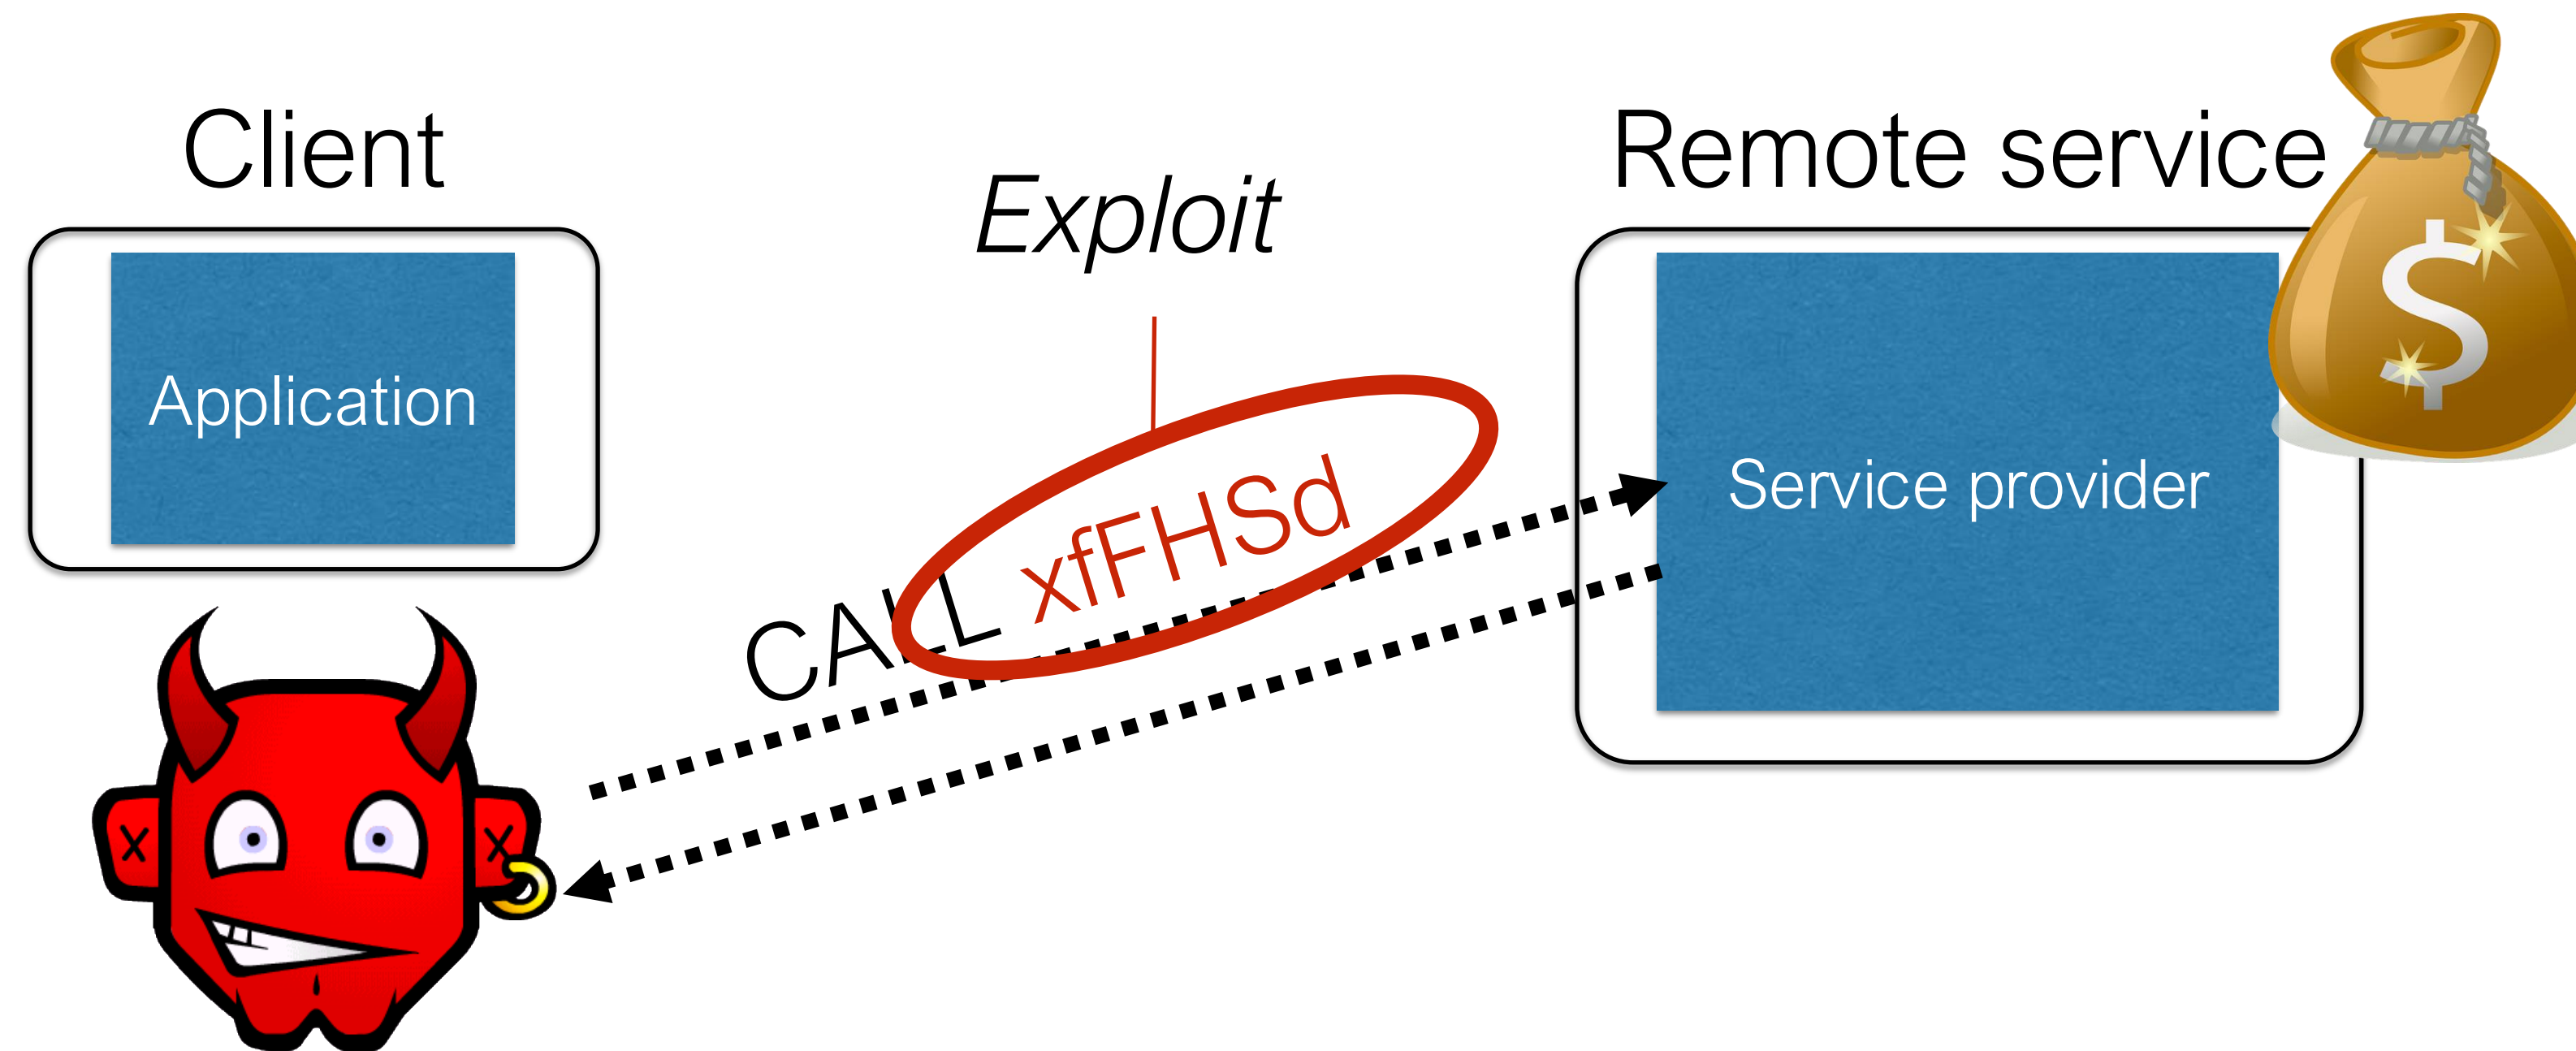 Client
Remote service
Exploit
Application
Service provider
CALL xfFHSd
$